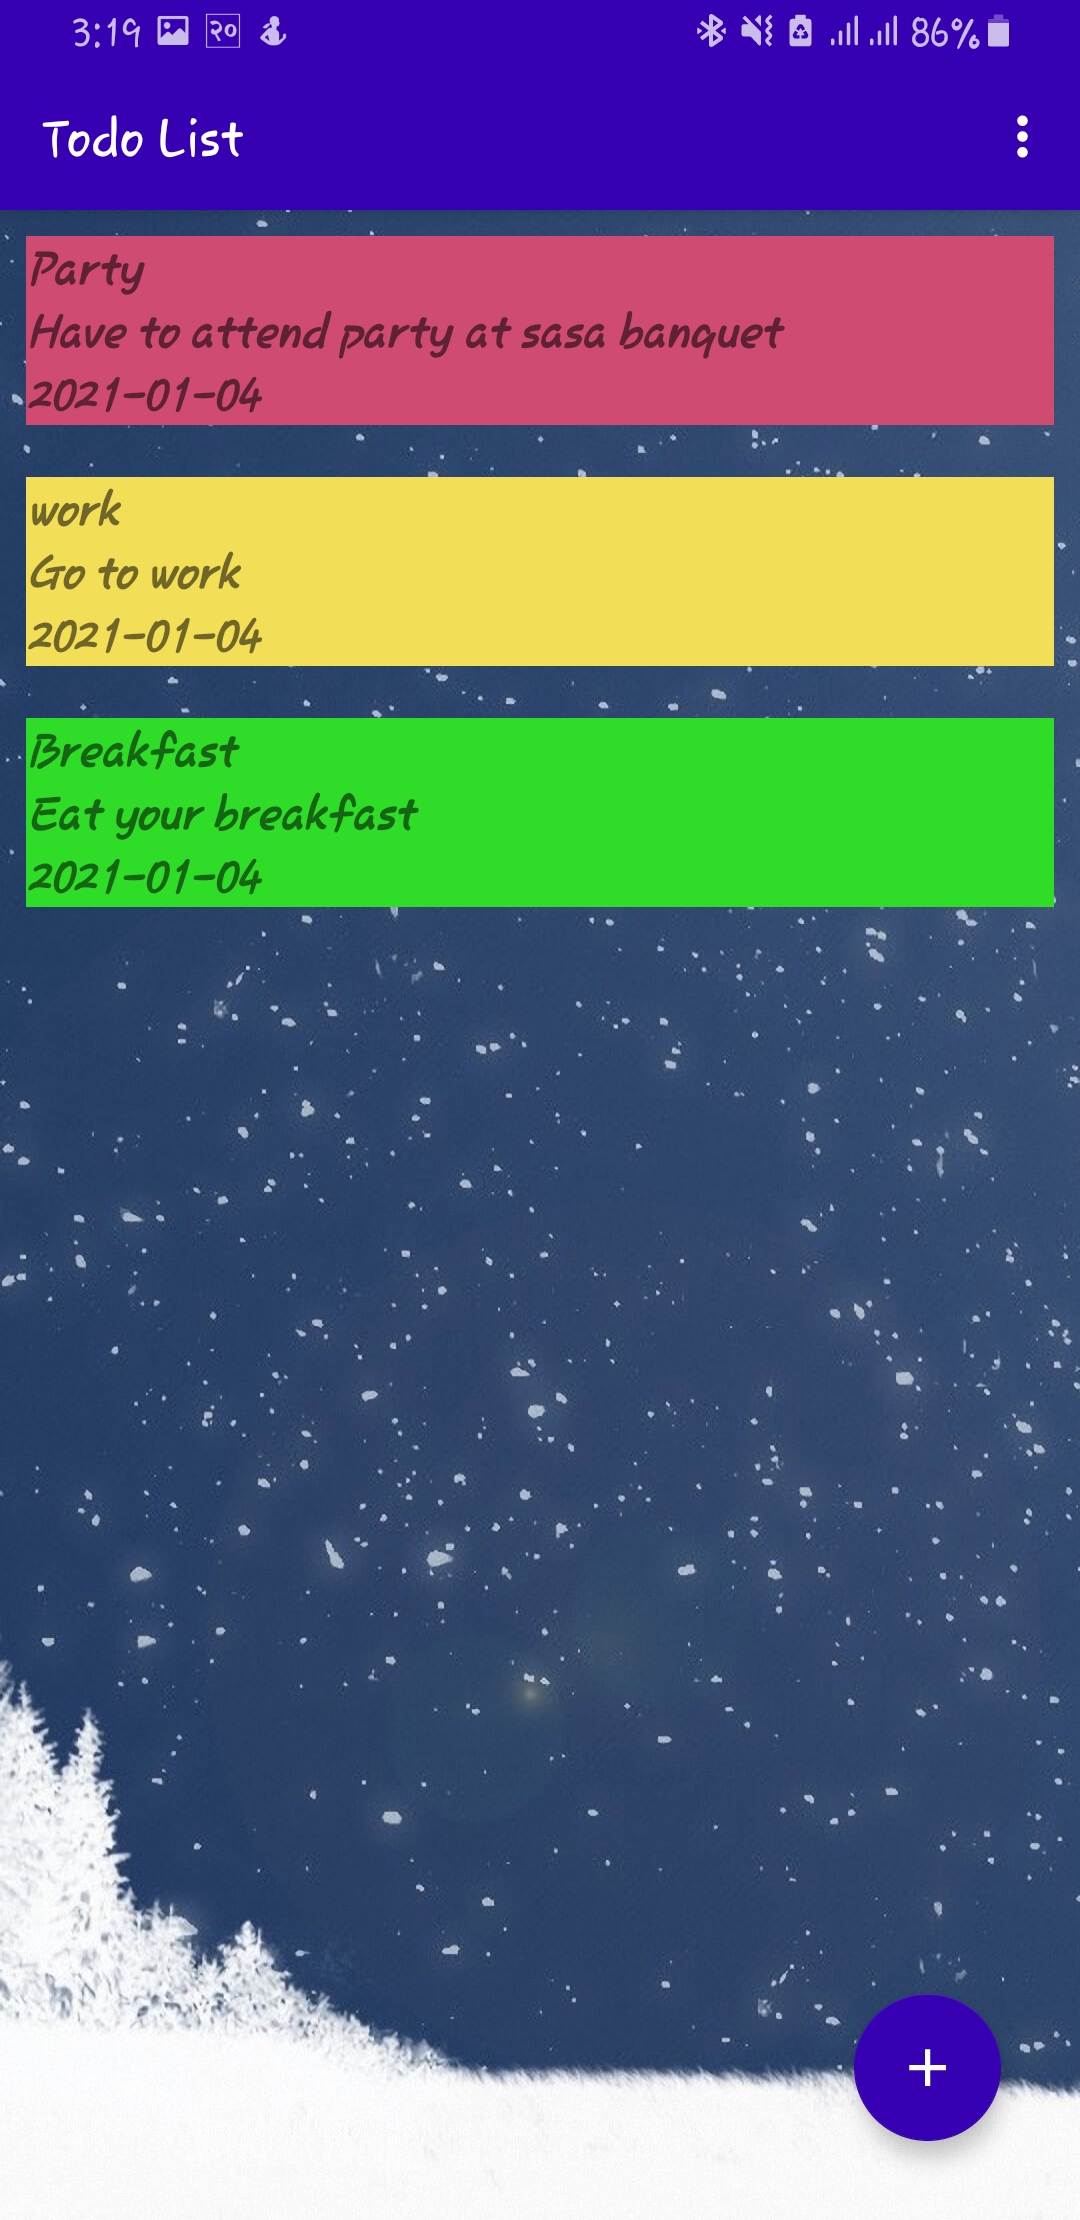 3:19 २० 86%
Todo List
Party
Have to attend party at sasa banquet
2021-01-04
work
Go to work
2021-01-04
Breakfast
Eat your breakfast
2021-01-04